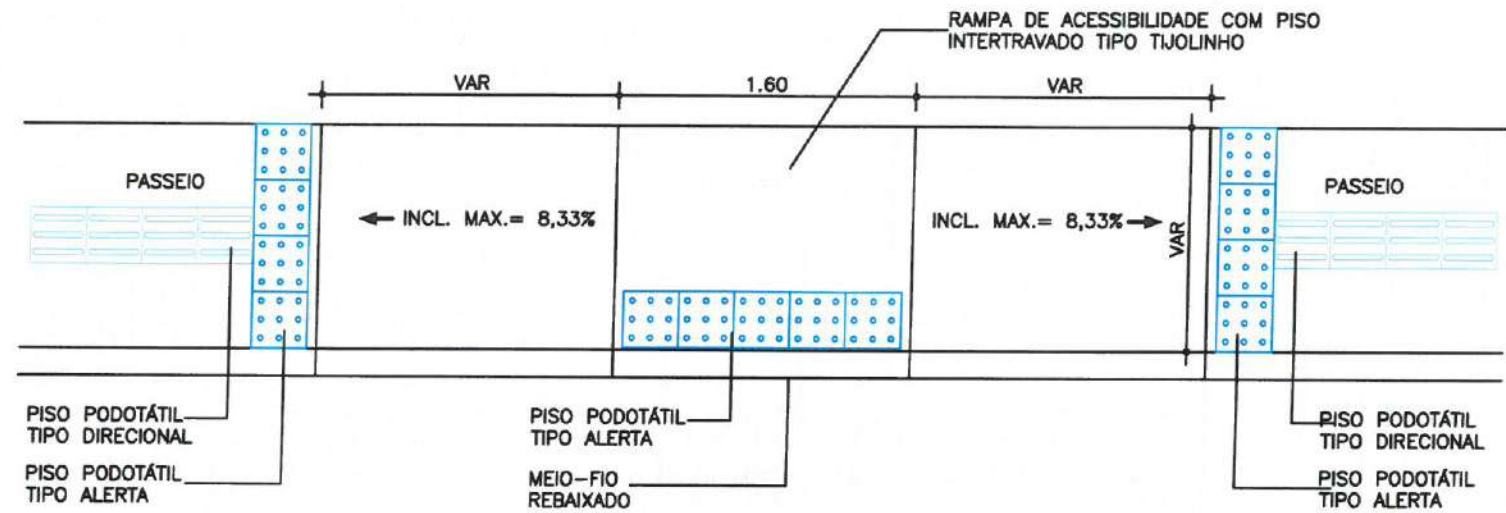 RAMPA DE ACESSIBILIDADE COM PISO
INTERTRAVADO TIPO TIJOLINHO
VAR
1.60
VAR
PASSEIO
PASSEIO
INCL. MAX.= 8,33%
INCL. MAX.= 8,33%
VAR
PISO PODOTÁTIL
TIPO DIRECIONAL
PISO PODOTÁTIL
TIPO ALERTA
PISO PODOTÁTIL
TIPO ALERTA
MEIO-FIO
REBAIXADO
PISO PODOTÁTIL
TIPO DIRECIONAL
PISO PODOTÁTIL
TIPO ALERTA